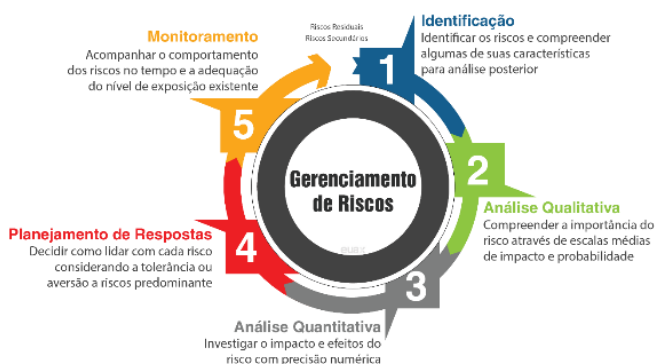 Riscos Residuais
Riscos Secundários
1
Identificação
Identificar os riscos e compreender
algumas de suas características
para análise posterior
2
Análise Qualitativa
Compreender a importância do
risco através de escalas médias
de impacto e probabilidade
3
Análise Quantitativa
Investigar o impacto e efeitos do
risco com precisão numérica
4
Planejamento de Respostas
Decidir como lidar com cada risco
considerando a tolerância ou
aversão a riscos predominante
5
Monitoramento
Acompanhar o comportamento
dos riscos no tempo e a adequação
do nível de exposição existente
Gerenciamento
de Riscos